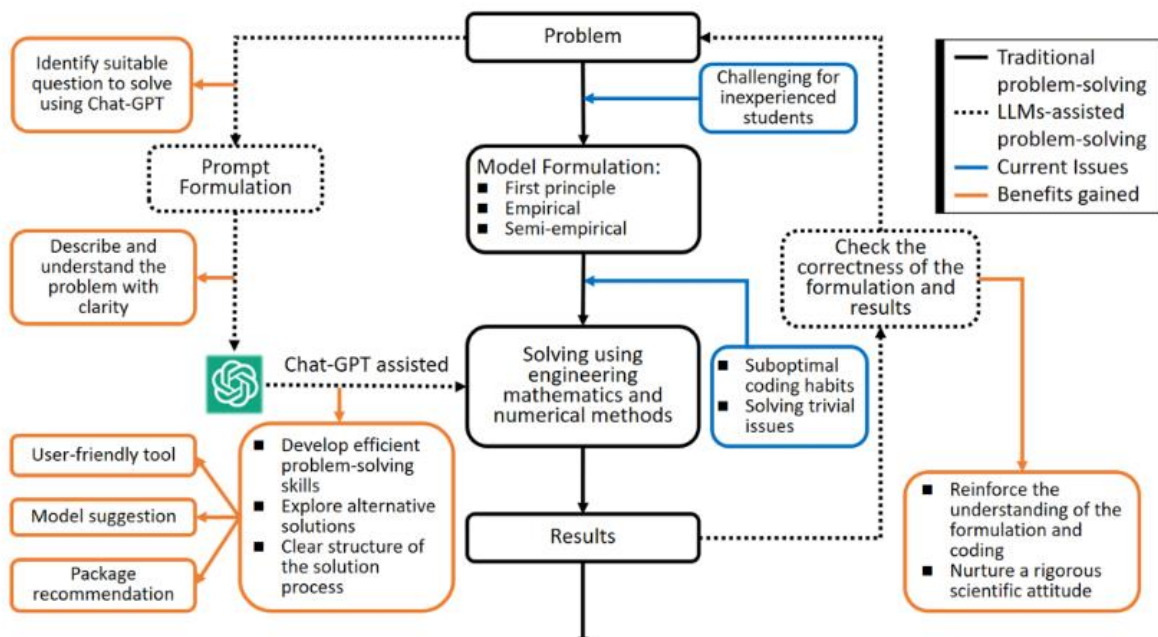 Problem
Identify suitable
question to solve
using Chat-GPT
Challenging for
inexperienced
students
Traditional
problem-solving
LLMs-assisted
problem-solving
Current Issues
Benefits gained
Prompt
Formulation
Model Formulation:
■ First principle
■ Empirical
■ Semi-empirical
Describe and
understand the
problem with
clarity
Check the
correctness of the
formulation and
results
Chat-GPT assisted
Solving using
engineering
mathematics and
numerical methods
■ Suboptimal
coding habits
■ Solving trivial
issues
User-friendly tool
Model suggestion
Package
recommendation
■ Develop efficient
problem-solving
skills
■ Explore alternative
solutions
■ Clear structure of
the solution
process
Results
■ Reinforce the
understanding of the
formulation and
coding
■ Nurture a rigorous
scientific attitude